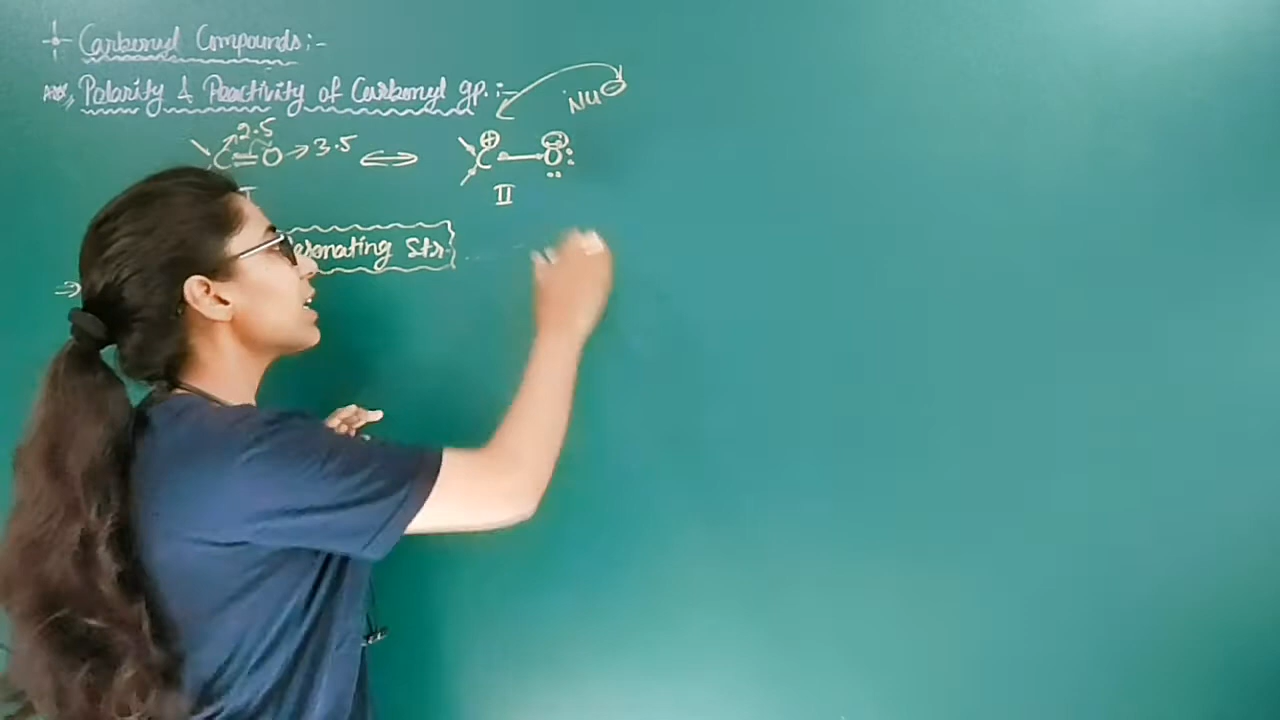 Carbonyl Compounds:-
Polarity & Reactivity of Carbonyl gp.:-
Nu⊖
C=O 2.5 → 3.5 ⟺ C⊕ → O⊖
I II
Resonating Str.
→